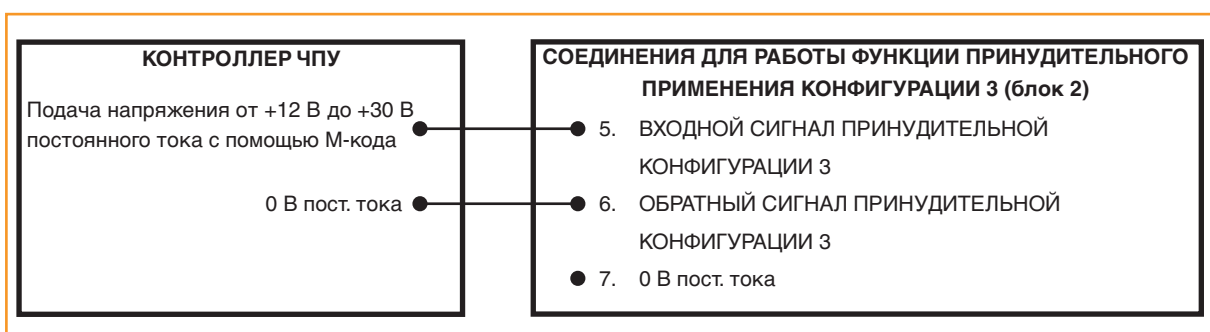 КОНТРОЛЛЕР ЧПУ
Подача напряжения от +12 В до +30 В
постоянного тока с помощью М-кода
0 В пост. тока
СОЕДИНЕНИЯ ДЛЯ РАБОТЫ ФУНКЦИИ ПРИНУДИТЕЛЬНОГО
ПРИМЕНЕНИЯ КОНФИГУРАЦИИ 3 (блок 2)
5. ВХОДНОЙ СИГНАЛ ПРИНУДИТЕЛЬНОЙ
КОНФИГУРАЦИИ 3
6. ОБРАТНЫЙ СИГНАЛ ПРИНУДИТЕЛЬНОЙ
КОНФИГУРАЦИИ 3
7. 0 В пост. тока